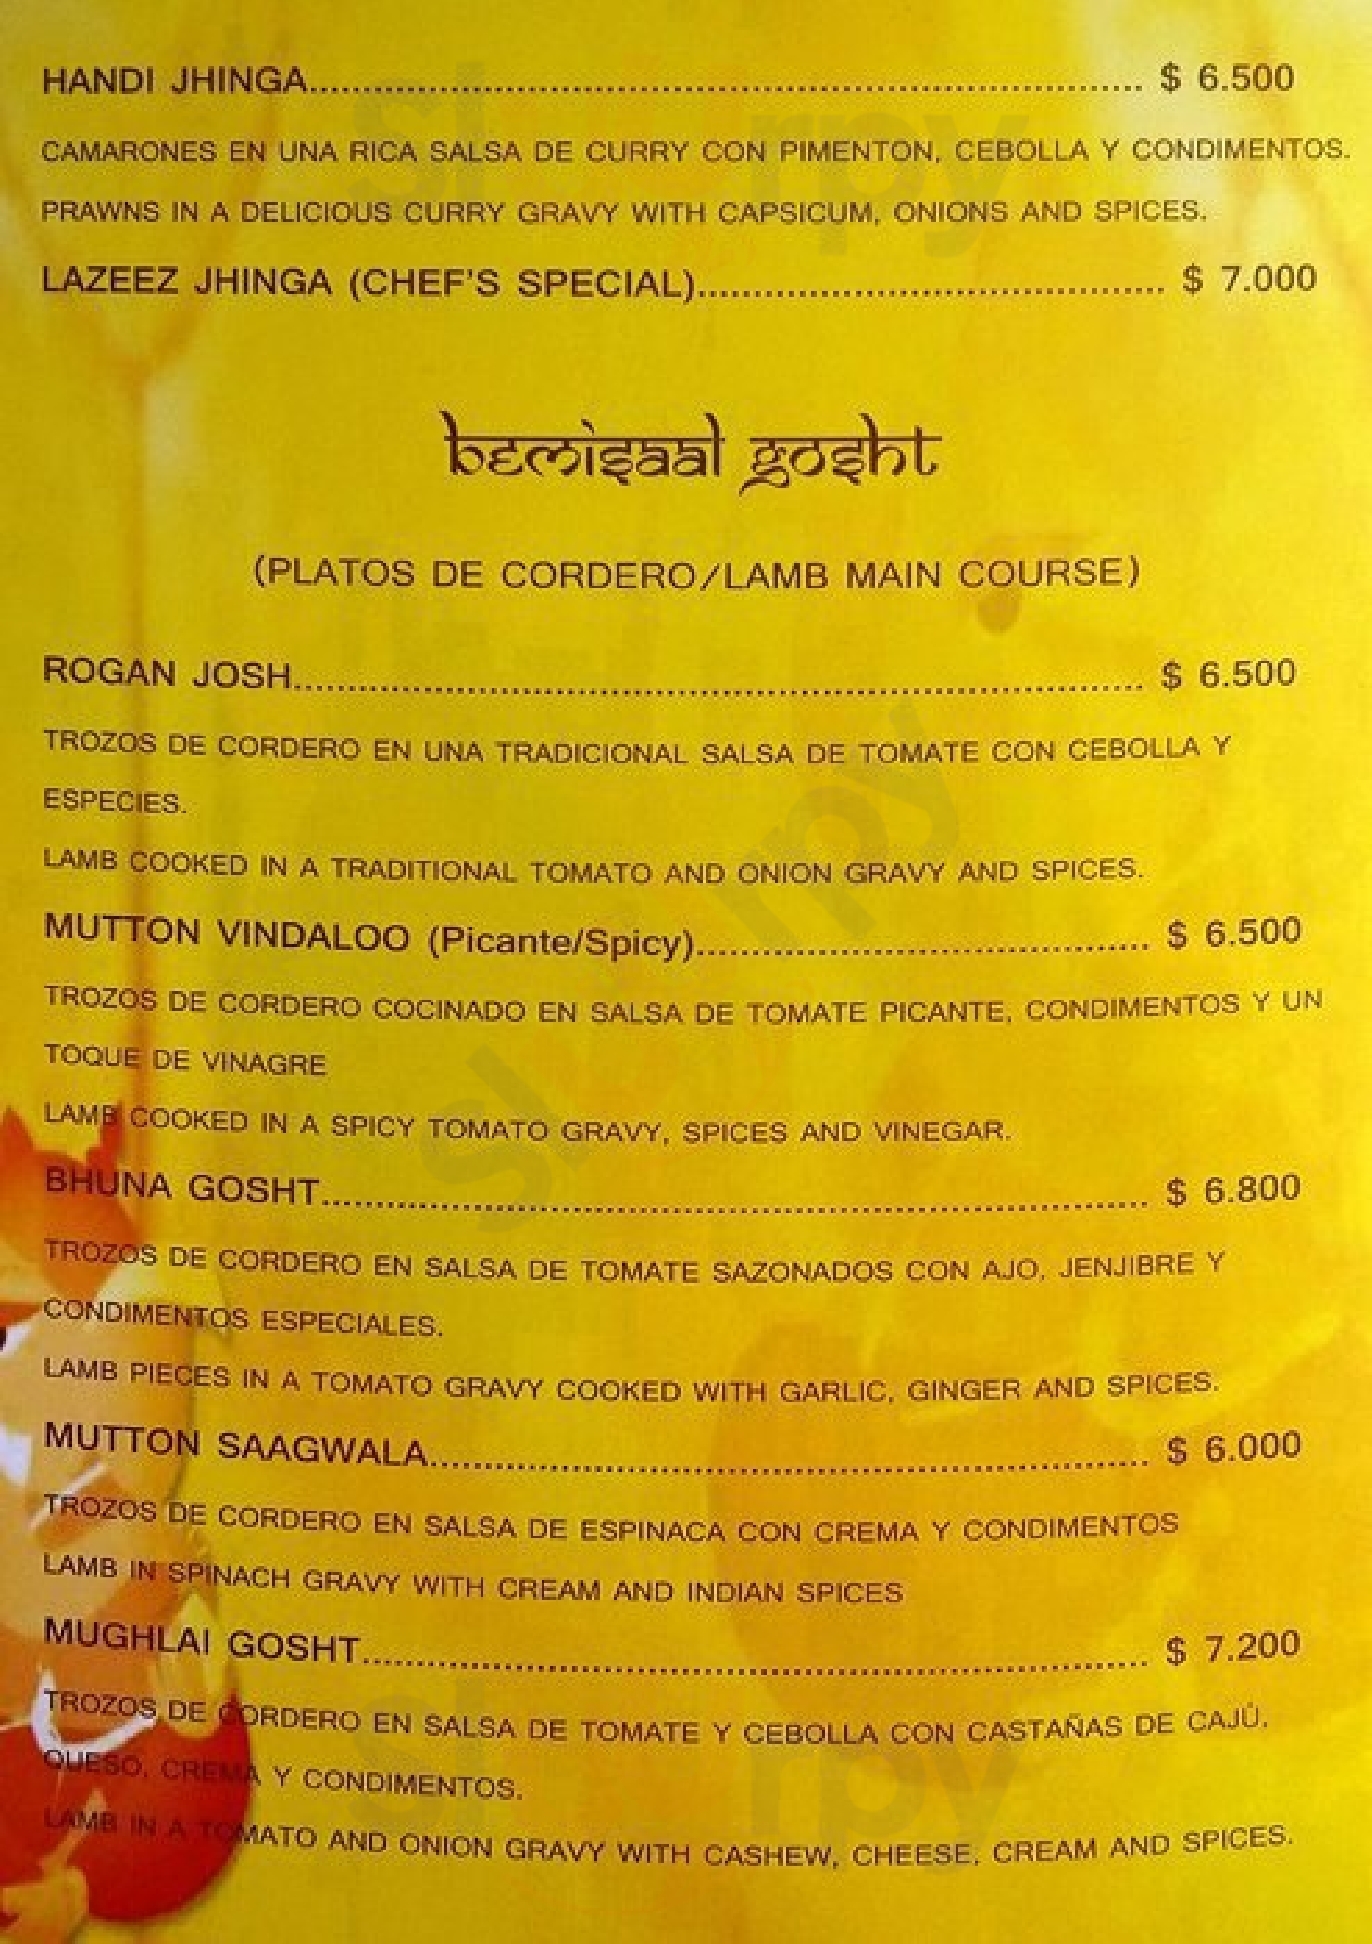 HANDI JHINGA.......................................................................................... $ 6.500
CAMARONES EN UNA RICA SALSA DE CURRY CON PIMENTON, CEBOLLA Y CONDIMENTOS.
PRAWNS IN A DELICIOUS CURRY GRAVY WITH CAPSICUM, ONIONS AND SPICES.
LAZEEZ JHINGA (CHEF'S SPECIAL)................................................... $ 7.000
bemisaal gosht
(PLATOS DE CORDERO/LAMB MAIN COURSE)
ROGAN JOSH............................................................................................ $ 6.500
TROZOS DE CORDERO EN UNA TRADICIONAL SALSA DE TOMATE CON CEBOLLA Y
ESPECIES.
LAMB COOKED IN A TRADITIONAL TOMATO AND ONION GRAVY AND SPICES.
MUTTON VINDALOO (Picante/Spicy)................................................. $ 6.500
TROZOS DE CORDERO COCINADO EN SALSA DE TOMATE PICANTE, CONDIMENTOS Y UN
TOQUE DE VINAGRE
LAMB COOKED IN A SPICY TOMATO GRAVY, SPICES AND VINEGAR.
BHUNA GOSHT......................................................................................... $ 6.800
TROZOS DE CORDERO EN SALSA DE TOMATE SAZONADOS CON AJO, JENJIBRE Y
CONDIMENTOS ESPECIALES.
LAMB PIECES IN A TOMATO GRAVY COOKED WITH GARLIC, GINGER AND SPICES.
MUTTON SAAGWALA.............................................................................. $ 6.000
TROZOS DE CORDERO EN SALSA DE ESPINACA CON CREMA Y CONDIMENTOS
LAMB IN SPINACH GRAVY WITH CREAM AND INDIAN SPICES
MUGHLAI GOSHT..................................................................................... $ 7.200
TROZOS DE CORDERO EN SALSA DE TOMATE Y CEBOLLA CON CASTAÑAS DE CAJÚ,
QUESO, CREMA Y CONDIMENTOS.
LAMB IN A TOMATO AND ONION GRAVY WITH CASHEW, CHEESE, CREAM AND SPICES.